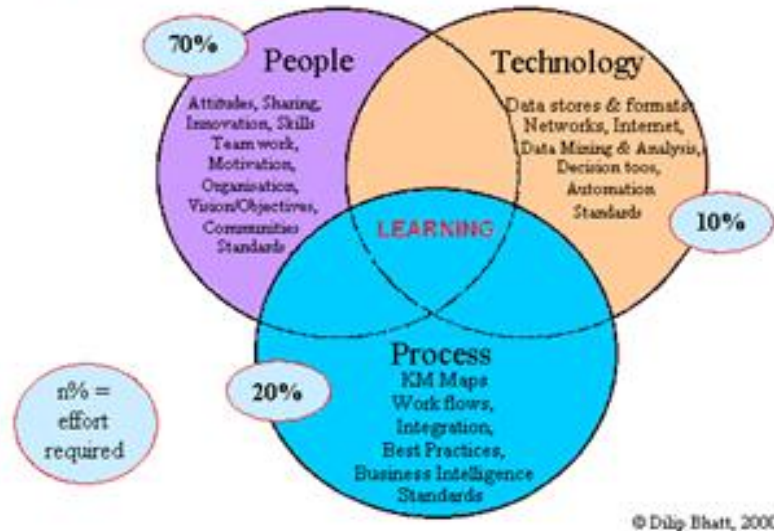 70%
People
Attitudes, Sharing,
Innovation, Skills
Team work,
Motivation,
Organisation,
Vision/Objectives,
Communities
Standards
Technology
Data stores & formats
Networks, Internet,
Data Mining & Analysis,
Decision toos,
Automation
Standards
10%
LEARNING
Process
KM Maps
Work flows,
Integration,
Best Practices,
Business Intelligence
Standards
20%
n% =
effort
required
© Dilip Bhatt, 2000